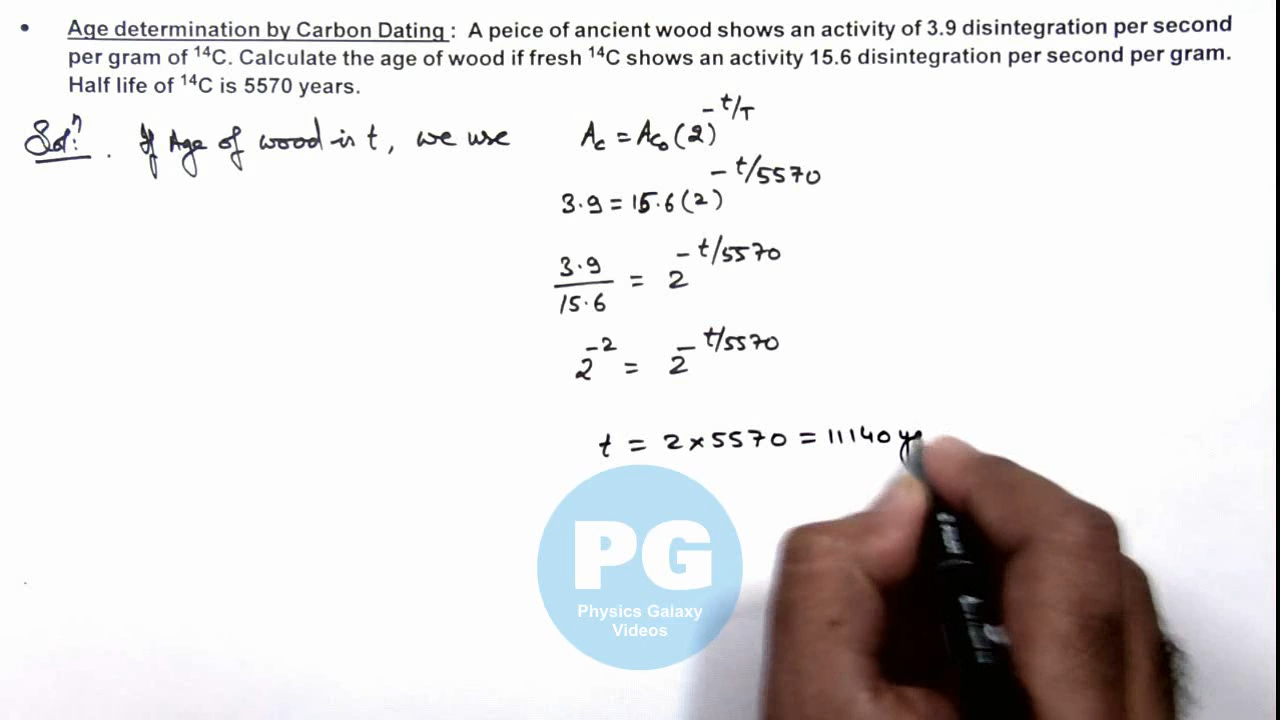 • Age determination by Carbon Dating : A peice of ancient wood shows an activity of 3.9 disintegration per second
per gram of ¹⁴C. Calculate the age of wood if fresh ¹⁴C shows an activity 15.6 disintegration per second per gram.
Half life of ¹⁴C is 5570 years.
Solⁿ. If Age of wood is t, we use A_c = A_c₀ (2)^(-t/T)
3.9 = 15.6 (2)^(-t/5570)
3.9/15.6 = 2^(-t/5570)
2^(-2) = 2^(-t/5570)
t = 2 × 5570 = 11140 y
PG
Physics Galaxy
Videos